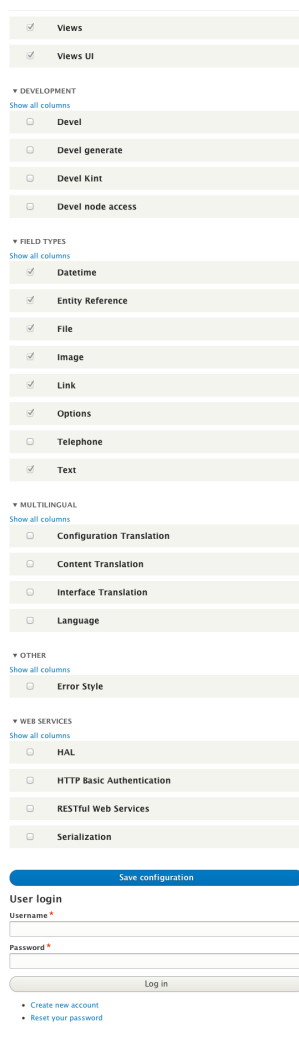 Views
Views UI
▾ DEVELOPMENT
Show all columns
Devel
Devel generate
Devel Kint
Devel node access
▾ FIELD TYPES
Show all columns
Datetime
Entity Reference
File
Image
Link
Options
Telephone
Text
▾ MULTILINGUAL
Show all columns
Configuration Translation
Content Translation
Interface Translation
Language
▾ OTHER
Show all columns
Error Style
▾ WEB SERVICES
Show all columns
HAL
HTTP Basic Authentication
RESTful Web Services
Serialization
Save configuration
User login
Username *
Password *
Log in
• Create new account
• Reset your password